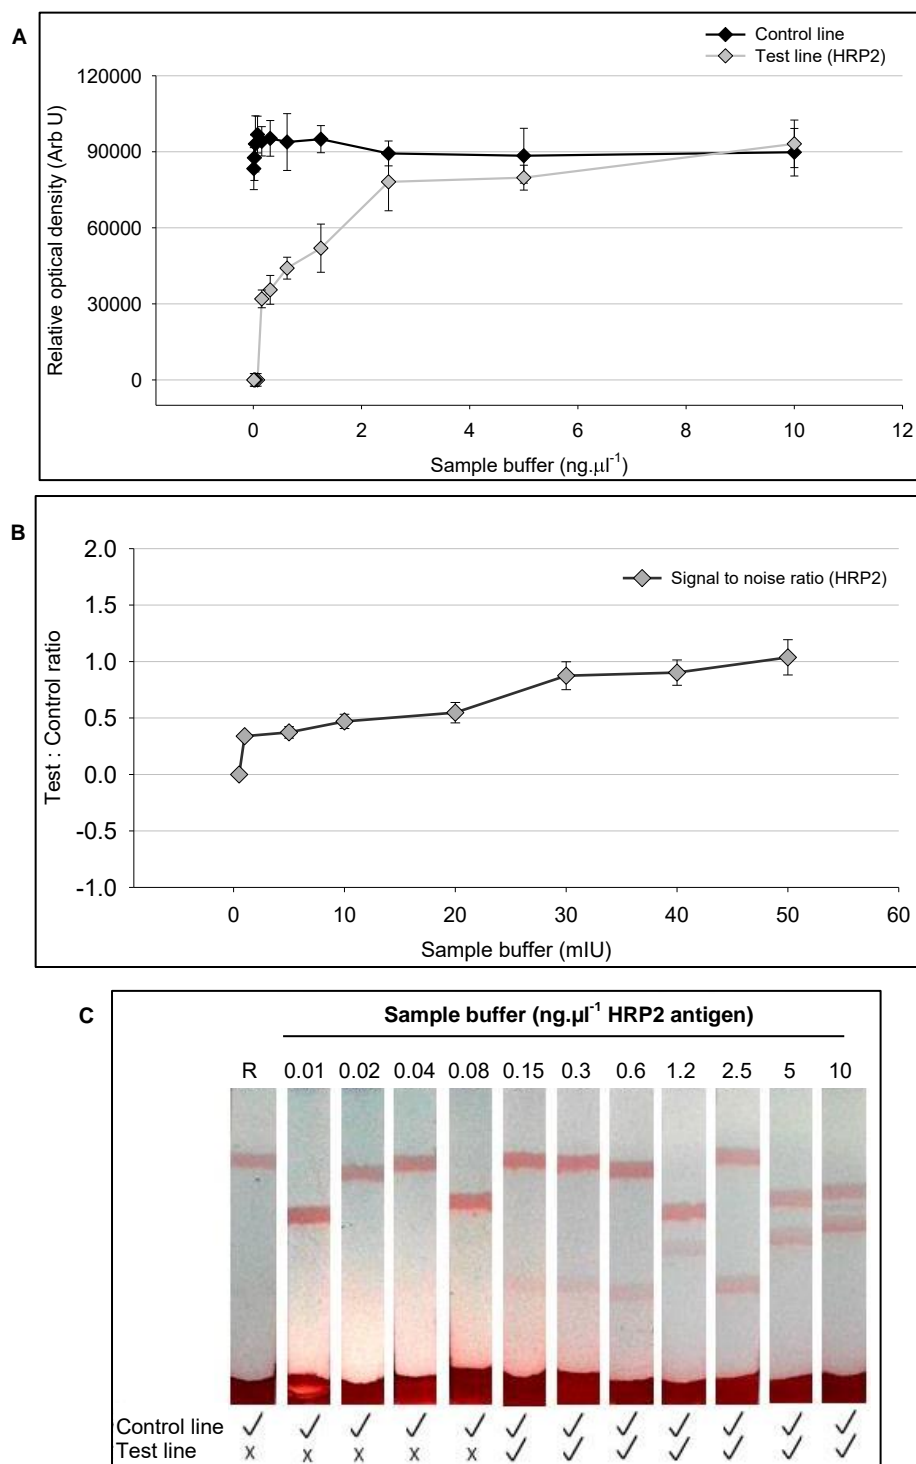 A
Control line
Test line (HRP2)
Relative optical density (Arb U)
120000
90000
60000
30000
0
0 2 4 6 8 10 12
Sample buffer (ng.µl-1)
B
Signal to noise ratio (HRP2)
Test : Control ratio
2.0
1.5
1.0
0.5
0.0
-0.5
-1.0
0 10 20 30 40 50 60
Sample buffer (mIU)
C
Sample buffer (ng.µl-1 HRP2 antigen)
R 0.01 0.02 0.04 0.08 0.15 0.3 0.6 1.2 2.5 5 10
Control line ✓ ✓ ✓ ✓ ✓ ✓ ✓ ✓ ✓ ✓ ✓ ✓
Test line x x x x x ✓ ✓ ✓ ✓ ✓ ✓ ✓